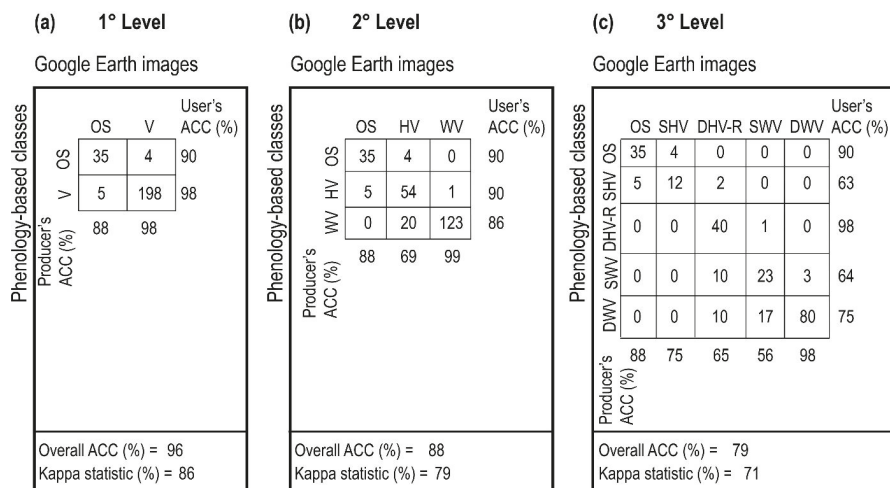 (a) 1° Level
Google Earth images
Phenology-based classes
User's
OS V ACC (%)
OS 35 4 90
V 5 198 98
Producer's
ACC (%)
88 98
Overall ACC (%) = 96
Kappa statistic (%) = 86
(b) 2° Level
Google Earth images
Phenology-based classes
User's
OS HV WV ACC (%)
OS 35 4 0 90
HV 5 54 1 90
WV 0 20 123 86
Producer's
ACC (%)
88 69 99
Overall ACC (%) = 88
Kappa statistic (%) = 79
(c) 3° Level
Google Earth images
Phenology-based classes
User's
OS SHV DHV-R SWV DWV ACC (%)
OS 35 4 0 0 0 90
SHV 5 12 2 0 0 63
DHV-R 0 0 40 1 0 98
SWV 0 0 10 23 3 64
DWV 0 0 10 17 80 75
Producer's
ACC (%)
88 75 65 56 98
Overall ACC (%) = 79
Kappa statistic (%) = 71